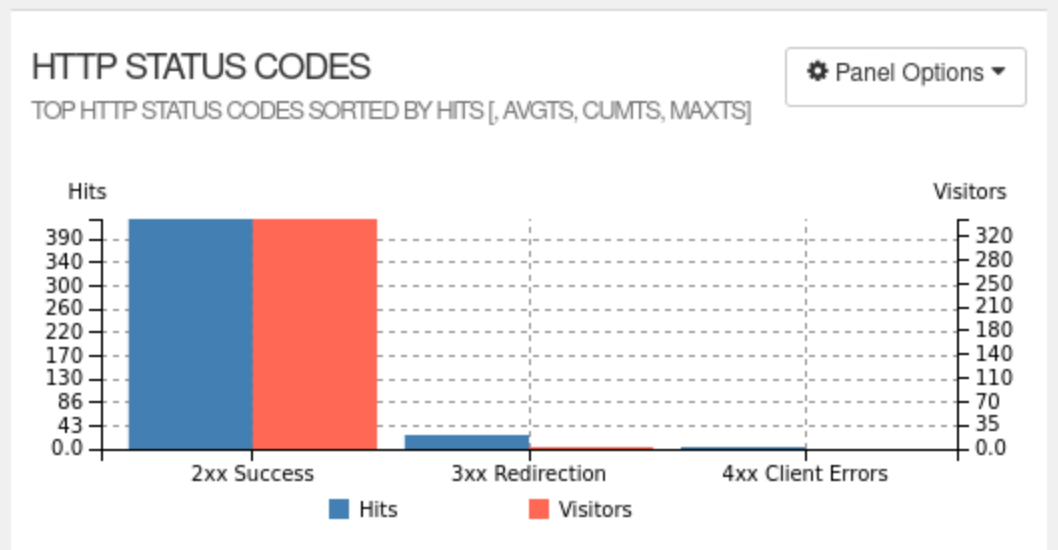 HTTP STATUS CODES
Panel Options
TOP HTTP STATUS CODES SORTED BY HITS [, AVGTS, CUMTS, MAXTS]
Hits Visitors
390 320
340 280
300 250
260 210
220 180
170 140
130 110
86 70
43 35
0.0 0.0
2xx Success 3xx Redirection 4xx Client Errors
Hits Visitors